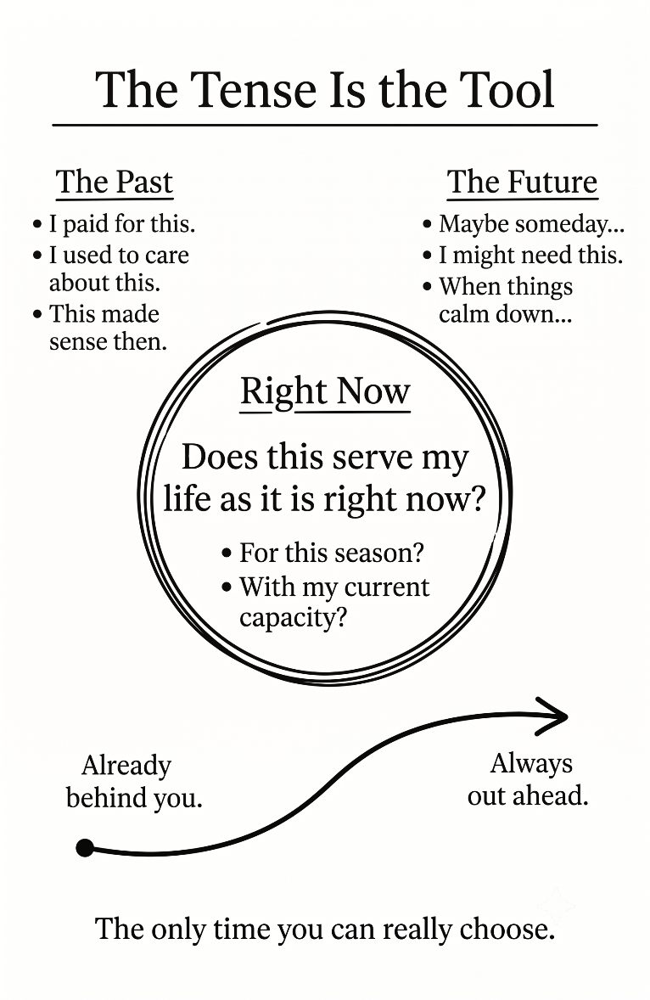 The Tense Is the Tool
The Past
• I paid for this.
• I used to care
about this.
• This made
sense then.
The Future
• Maybe someday...
• I might need this.
• When things
calm down...
Right Now
Does this serve my
life as it is right now?
• For this season?
• With my current
capacity?
Already
behind you.
Always
out ahead.
The only time you can really choose.